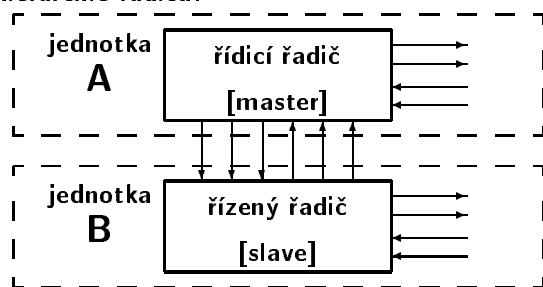 jednotka
A
řídicí řadič
[master]
jednotka
B
řízený řadič
[slave]